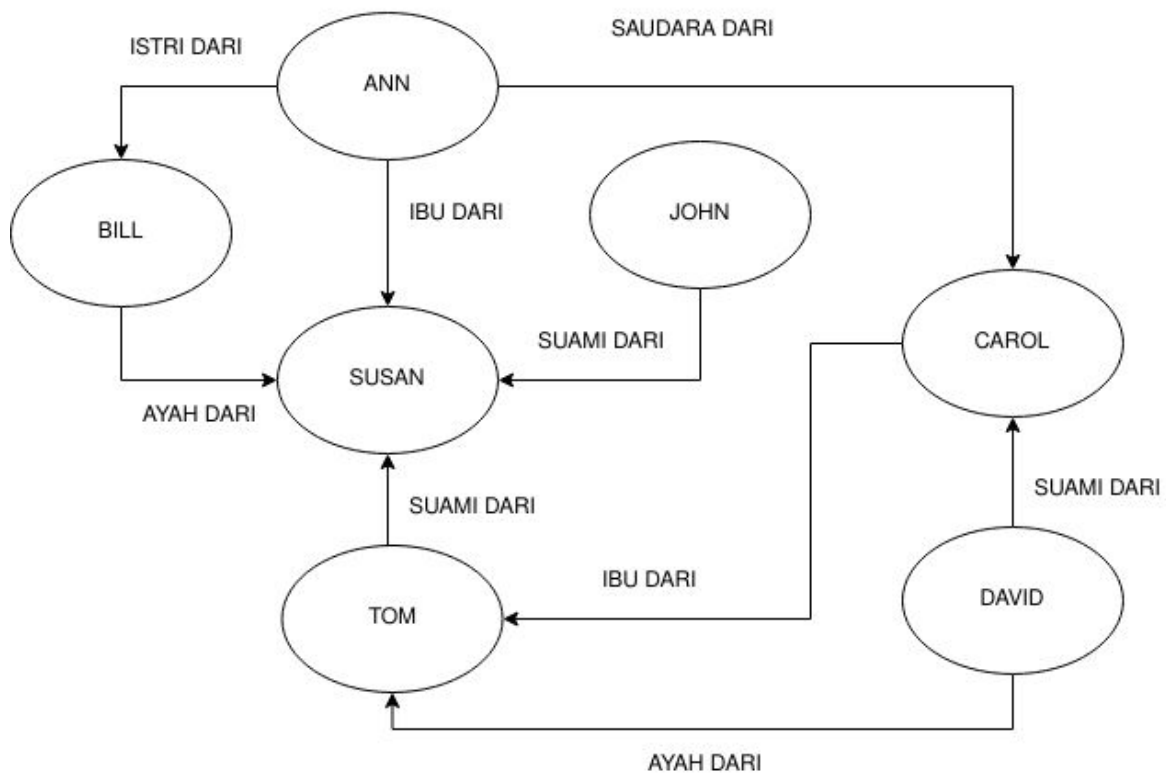 SAUDARA DARI
ISTRI DARI
ANN
JOHN
IBU DARI
BILL
SUAMI DARI
CAROL
SUSAN
AYAH DARI
SUAMI DARI
SUAMI DARI
IBU DARI
DAVID
TOM
AYAH DARI